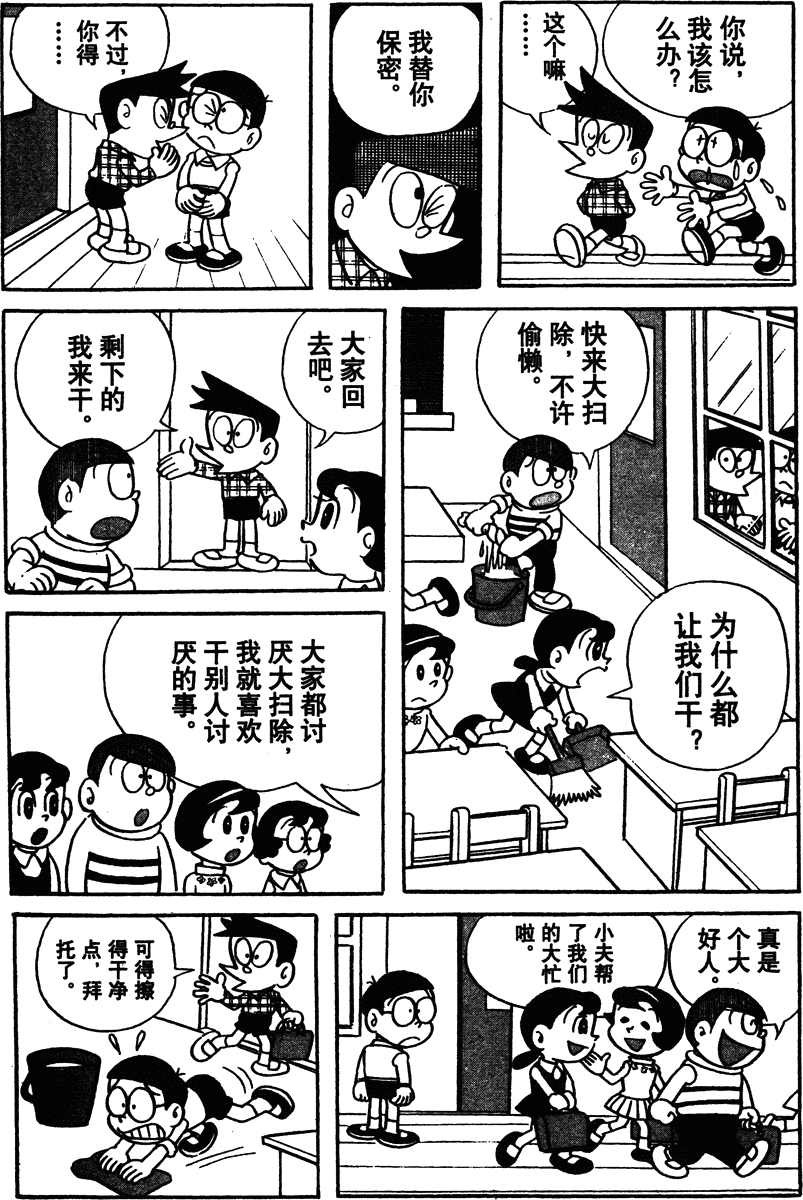 你说，
我该怎
么办？
这个嘛
……
我替你
保密。
不过，
你得
……
快来大扫
除，不许
偷懒。
为什么都
让我们干？
大家回
去吧。
剩下的
我来干。
大家都讨
厌大扫除，
我就喜欢
干别人讨
厌的事。
真是
个大
好人。
小夫帮
了我们
的大忙
啦。
可得擦
得干净
点，拜
托了。